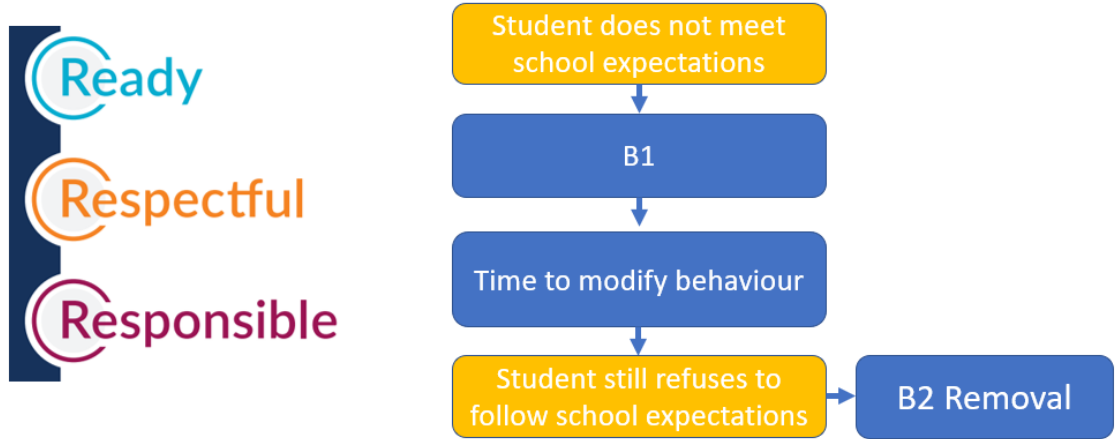 Ready
Respectful
Responsible
Student does not meet
school expectations
B1
Time to modify behaviour
Student still refuses to
follow school expectations
B2 Removal